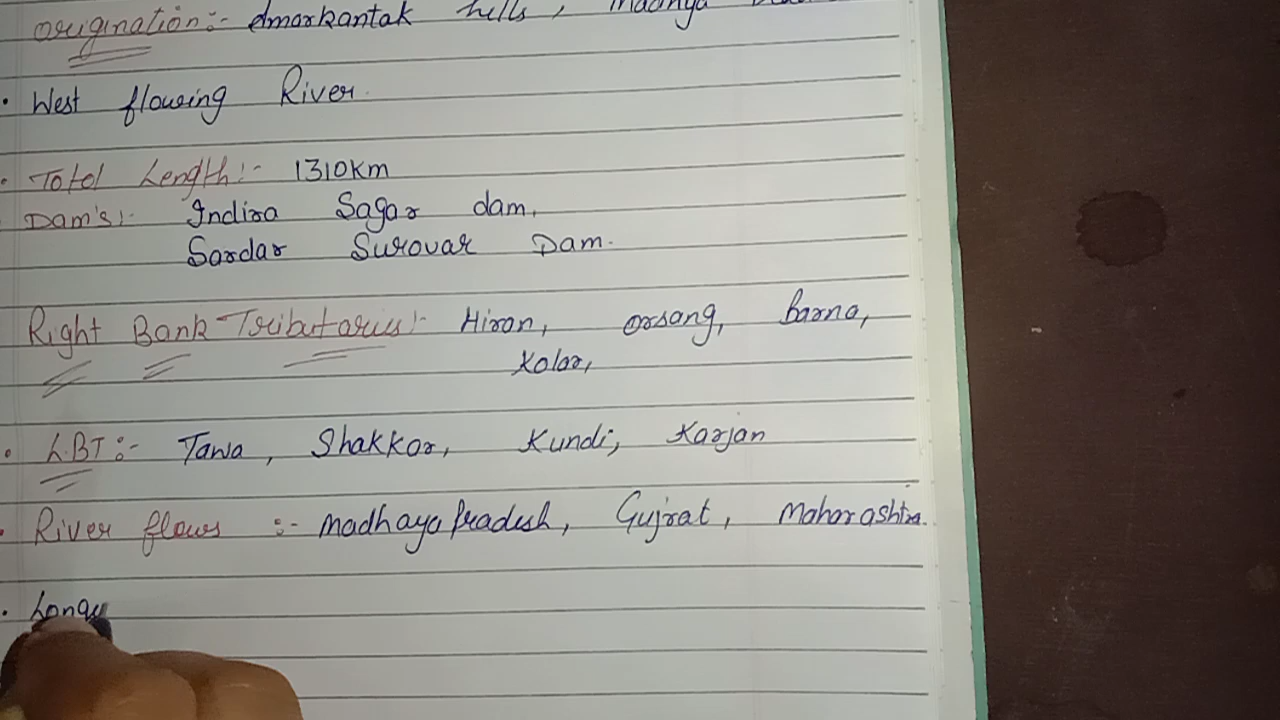 origination:- Amarkantak hills, Madhya
• West flowing River.
• Total Length:- 1310km
Dam's:- Indira Sagar dam.
Sardar Surovar Dam.
Right Bank Tributaries:- Hiran, orsang, Barna,
Kolar,
• L.B.T:- Tawa, Shakkar, Kundi, Karjan
• River flows :- Madhaya Pradesh, Gujrat, Maharashtra.
•